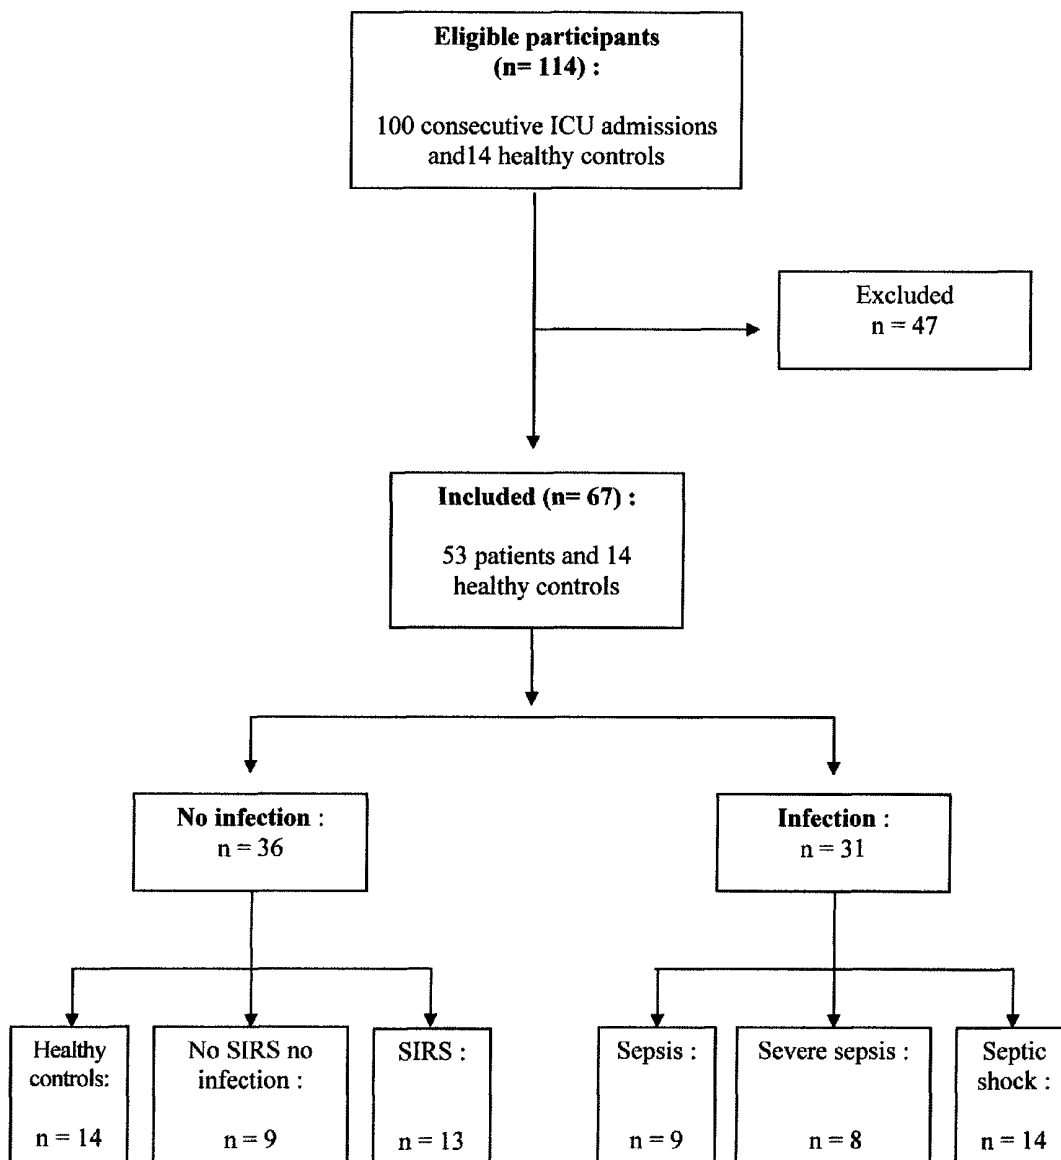 Eligible participants
(n= 114) :
100 consecutive ICU admissions
and14 healthy controls
Excluded
n = 47
Included (n= 67) :
53 patients and 14
healthy controls
No infection :
n = 36
Infection :
n = 31
Healthy
controls:
n = 14
No SIRS no
infection :
n = 9
SIRS :
n = 13
Sepsis :
n = 9
Severe sepsis :
n = 8
Septic
shock :
n = 14